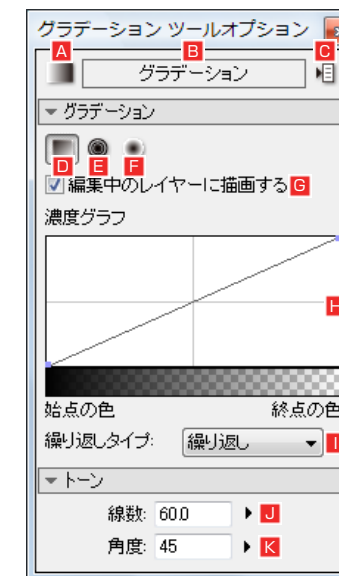 グラデーション ツールオプション
A B C
グラデーション
グラデーション
D E F
編集中のレイヤーに描画する G
濃度グラフ
H
始点の色 終点の色
繰り返しタイプ: 繰り返し I
トーン
線数: 60.0 J
角度: 45 K